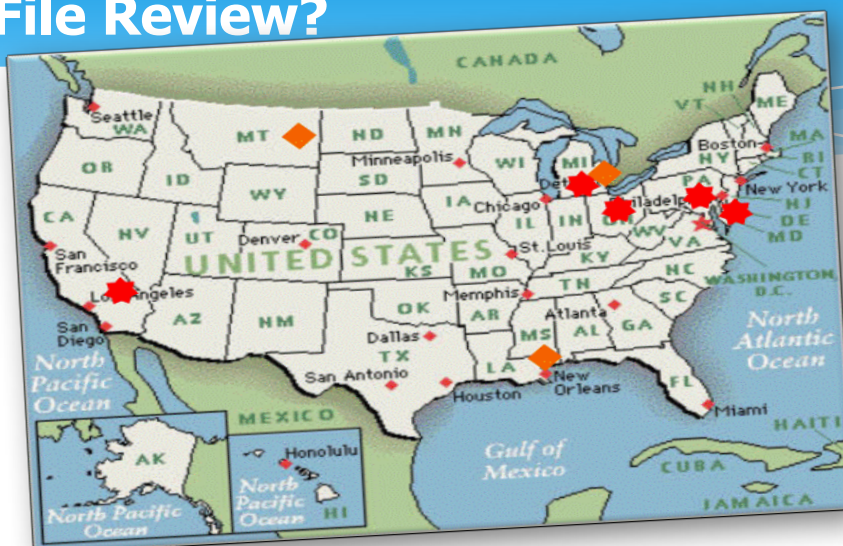 File Review?
CANADA
Seattle
WA
MT
ND
MN
NH
VT
ME
OR
ID
Minneapolis
WI
MI
Boston
MA
NY
RI
CT
WY
SD
Det
PA
New York
NJ
IA
Chicago
Philadelp
DE
MD
CA
NV
UT
Denver
CO
NE
IL
IN
WV
VA
San
Francisco
UNITED STATES
KS
MO
St.Louis
KY
NC
WASHINGTON,
D.C.
Los Angeles
AZ
NM
OK
Memphis
TN
SC
AR
Atlanta
San
Diego
Dallas
TX
MS
AL
GA
North
Atlantic
Ocean
North
Pacific
Ocean
San Antonio
LA
New
Orleans
FL
Houston
Miami
MEXICO
Gulf of
Mexico
HAITI
CUBA
JAMAICA
AK
North Pacific
Ocean
Honolulu
North
Pacific
Ocean
HI